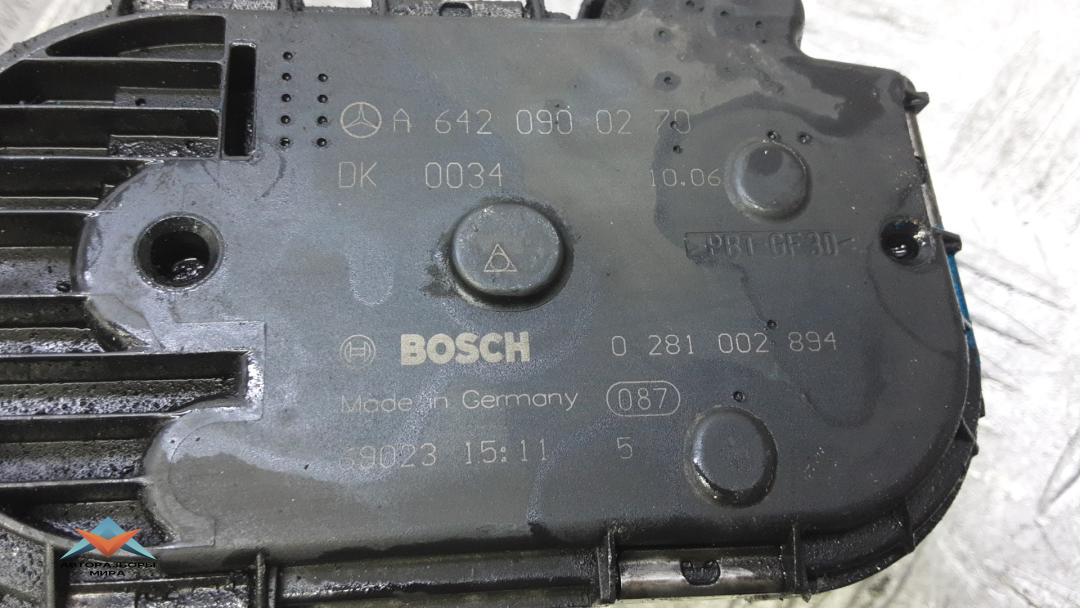 A 642 090 02 70
DK 0034 10.06
>PBT-GF30<
BOSCH 0 281 002 894
Made in Germany 087
69023 15:11 5
АВТОРАЗБОРЫ
МИРА